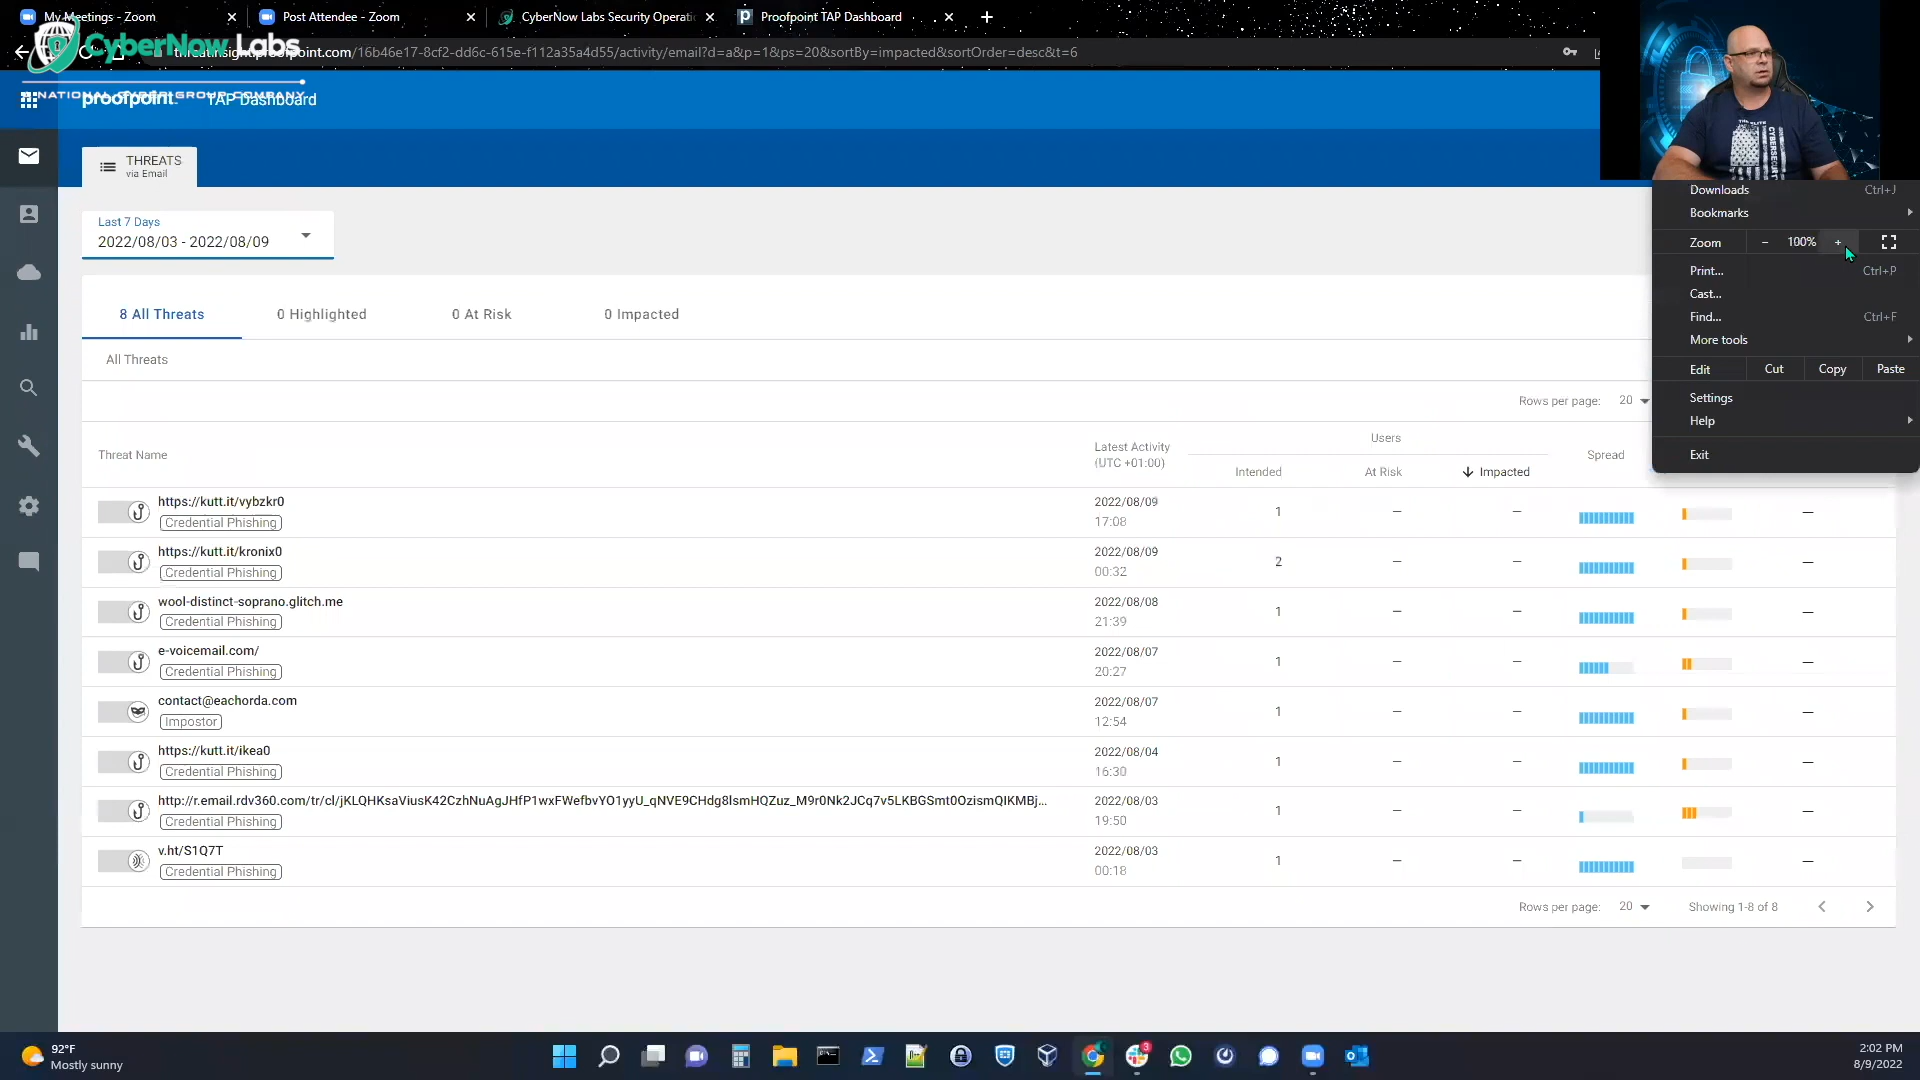 My Meetings - Zoom
Post Attendee - Zoom
CyberNow Labs Security Operati
Proofpoint TAP Dashboard
CyberNow Labs
threatinsight.proofpoint.com/16b46e17-8cf2-dd6c-615e-f112a35a4d55/activity/email?d=a&p=1&ps=20&sortBy=impacted&sortOrder=desc&t=6
A NATIONAL CYBER GROUP COMPANY
proofpoint. TAP Dashboard
THREATS
via Email
THE ELITE
CYBERSECURITY
Last 7 Days
2022/08/03 - 2022/08/09
Downloads Ctrl+J
Bookmarks
Zoom - 100% +
Print... Ctrl+P
Cast...
Find... Ctrl+F
More tools
Edit Cut Copy Paste
Settings
Help
Exit
8 All Threats 0 Highlighted 0 At Risk 0 Impacted
All Threats
Rows per page: 20
Threat Name
Latest Activity
(UTC +01:00)
Users
Intended At Risk Impacted
Spread
https://kutt.it/vybzkr0
Credential Phishing
2022/08/09
17:08
1 – –
—
https://kutt.it/kronix0
Credential Phishing
2022/08/09
00:32
2 – –
—
wool-distinct-soprano.glitch.me
Credential Phishing
2022/08/08
21:39
1 – –
—
e-voicemail.com/
Credential Phishing
2022/08/07
20:27
1 – –
—
contact@eachorda.com
Impostor
2022/08/07
12:54
1 – –
—
https://kutt.it/ikea0
Credential Phishing
2022/08/04
16:30
1 – –
—
http://r.email.rdv360.com/tr/cl/jKLQHKsaViusK42CzhNuAgJHfP1wxFWefbvYO1yyU_qNVE9CHdg8lsmHQZuz_M9r0Nk2JCq7v5LKBGSmt0OzismQIKMBj...
Credential Phishing
2022/08/03
19:50
1 – –
—
v.ht/S1Q7T
Credential Phishing
2022/08/03
00:18
1 – –
—
Rows per page: 20 Showing 1-8 of 8
92°F
Mostly sunny
3
2:02 PM
8/9/2022